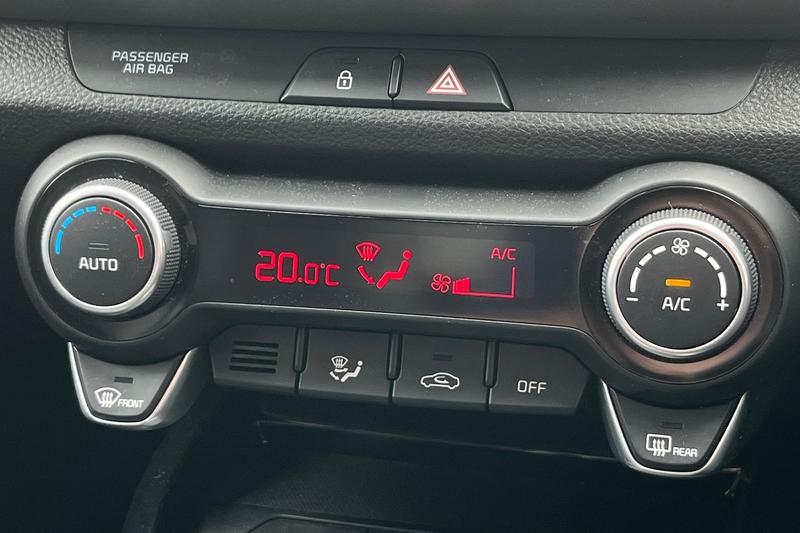 PASSENGER
AIR BAG
AUTO
20.0°C
A/C
A/C
- +
FRONT
OFF
REAR